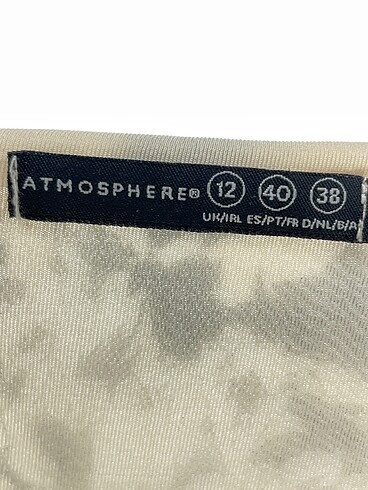 ATMOSPHERE® 12 40 38
UK/IRL ES/PT/FR D/NL/B/A